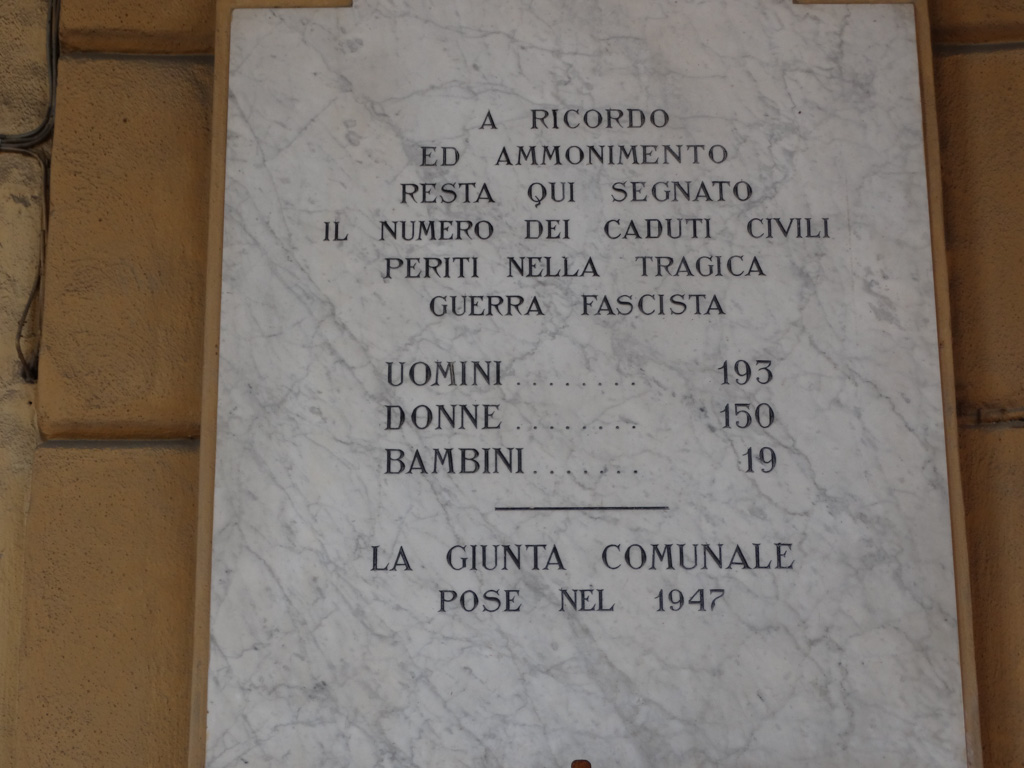 A RICORDO
ED AMMONIMENTO
RESTA QUI SEGNATO
IL NUMERO DEI CADUTI CIVILI
PERITI NELLA TRAGICA
GUERRA FASCISTA
UOMINI ........ 193
DONNE ........ 150
BAMBINI ....... 19
LA GIUNTA COMUNALE
POSE NEL 1947